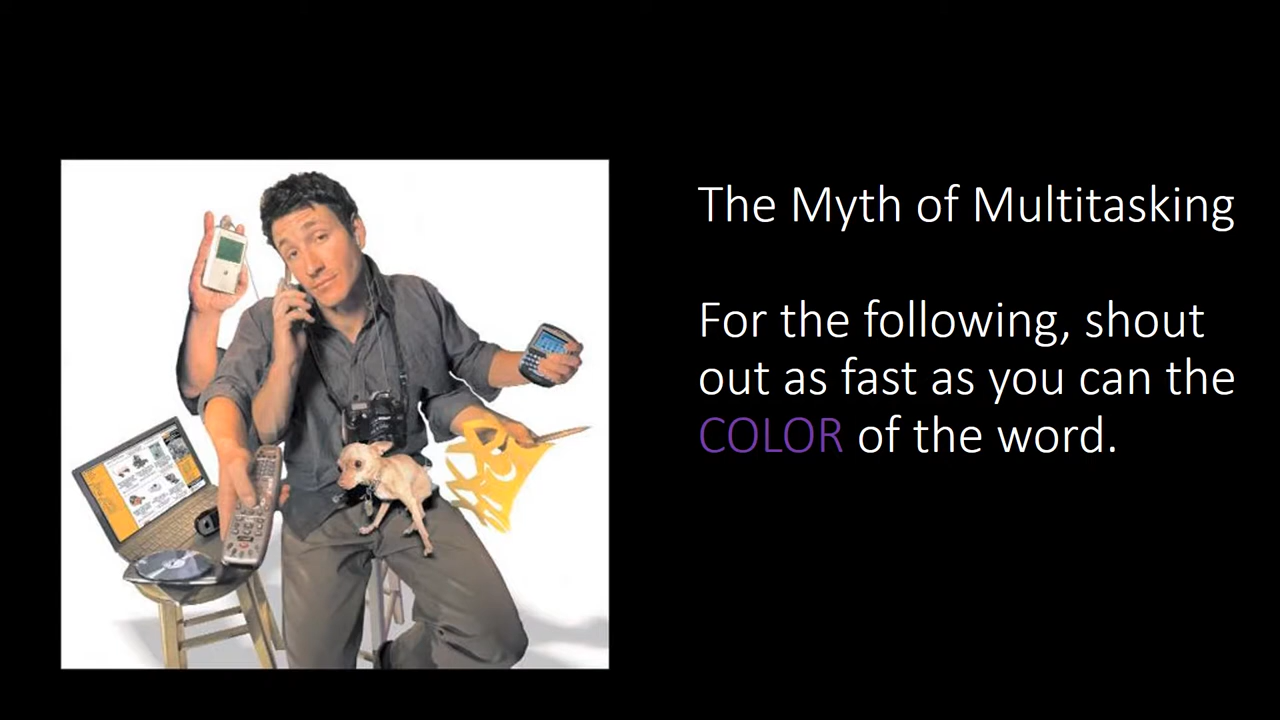 The Myth of Multitasking
For the following, shout
out as fast as you can the
COLOR of the word.